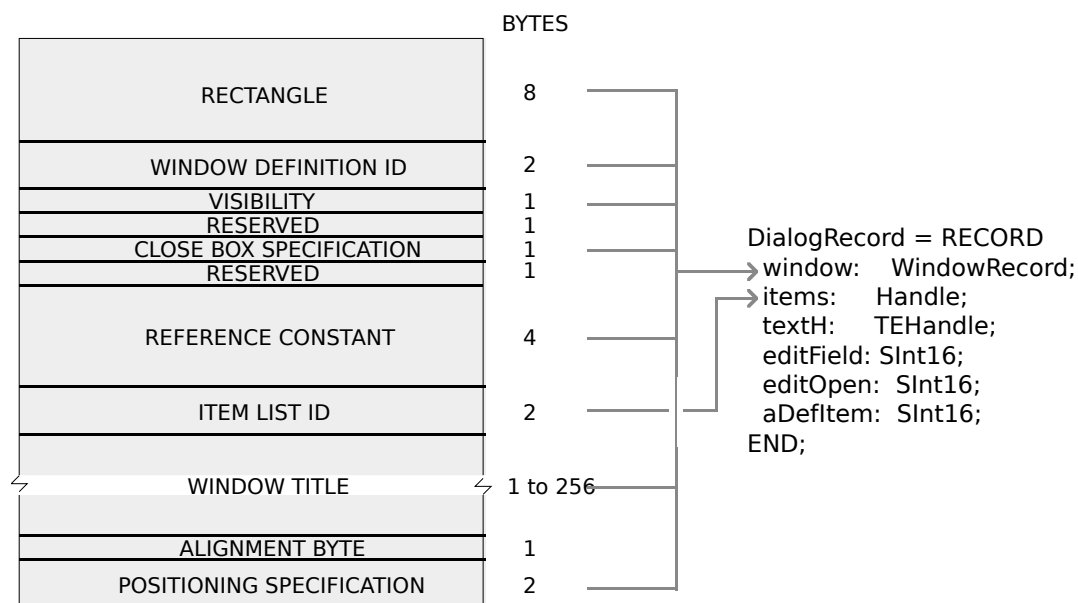 BYTES
RECTANGLE 8
WINDOW DEFINITION ID 2
VISIBILITY 1
RESERVED 1
CLOSE BOX SPECIFICATION 1
RESERVED 1
REFERENCE CONSTANT 4
ITEM LIST ID 2
WINDOW TITLE 1 to 256
ALIGNMENT BYTE 1
POSITIONING SPECIFICATION 2
DialogRecord = RECORD
window: WindowRecord;
items: Handle;
textH: TEHandle;
editField: SInt16;
editOpen: SInt16;
aDefItem: SInt16;
END;